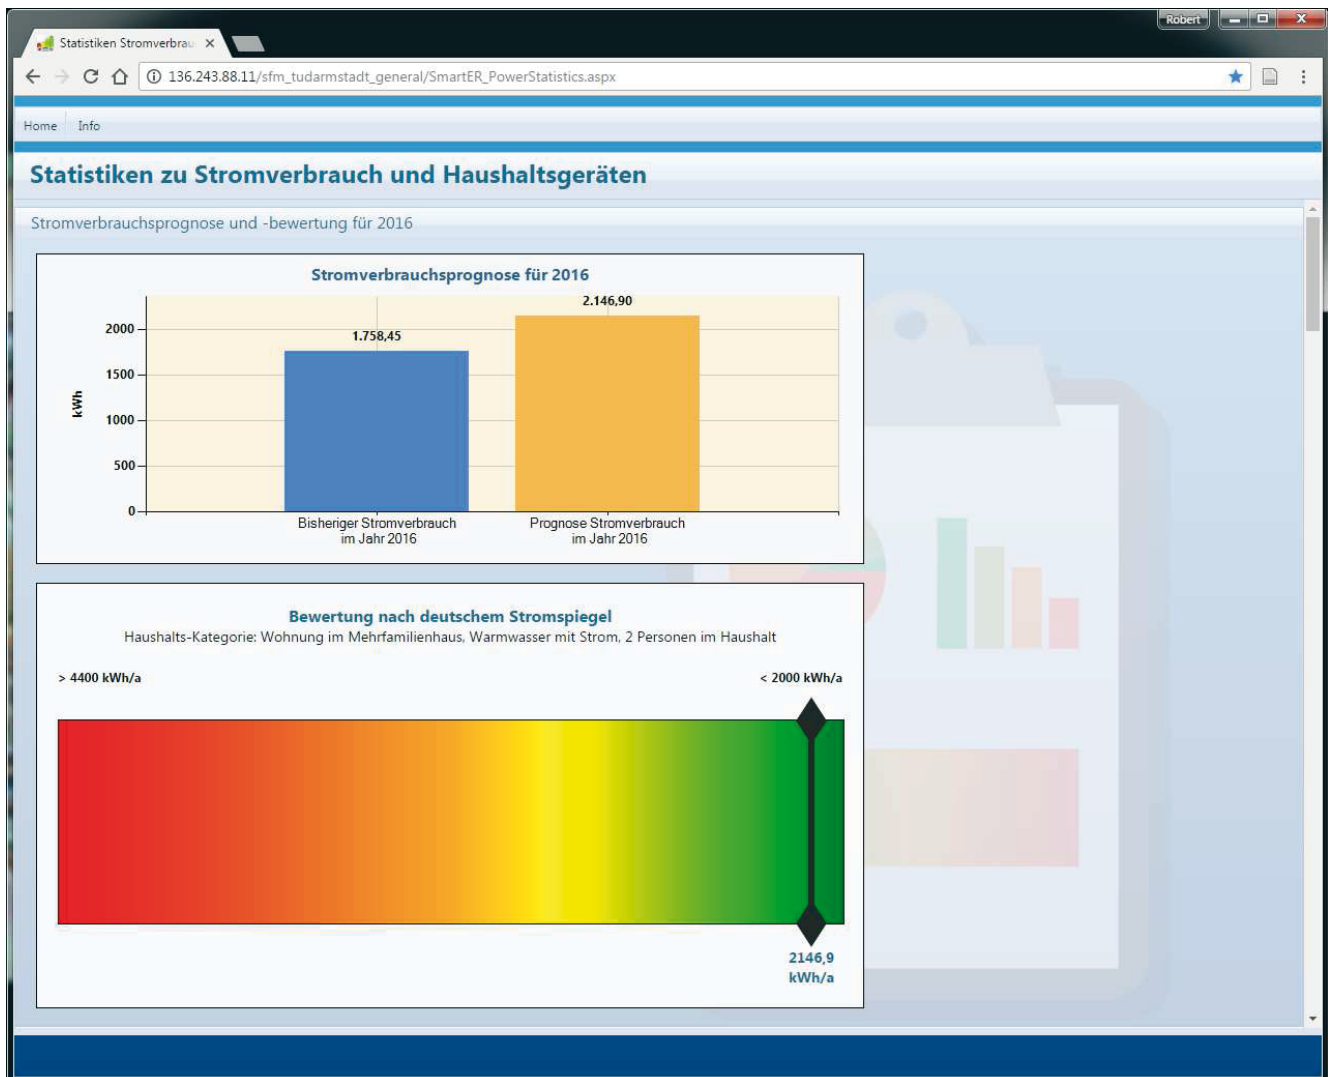 Robert
Statistiken Stromverbrau
136.243.88.11/sfm_tudarmstadt_general/SmartER_PowerStatistics.aspx
Home Info
Statistiken zu Stromverbrauch und Haushaltsgeräten
Stromverbrauchsprognose und -bewertung für 2016
Stromverbrauchsprognose für 2016
2.146,90
2000
1.758,45
1500
kWh
1000
500
0
Bisheriger Stromverbrauch
im Jahr 2016
Prognose Stromverbrauch
im Jahr 2016
Bewertung nach deutschem Stromspiegel
Haushalts-Kategorie: Wohnung im Mehrfamilienhaus, Warmwasser mit Strom, 2 Personen im Haushalt
> 4400 kWh/a
< 2000 kWh/a
2146,9
kWh/a